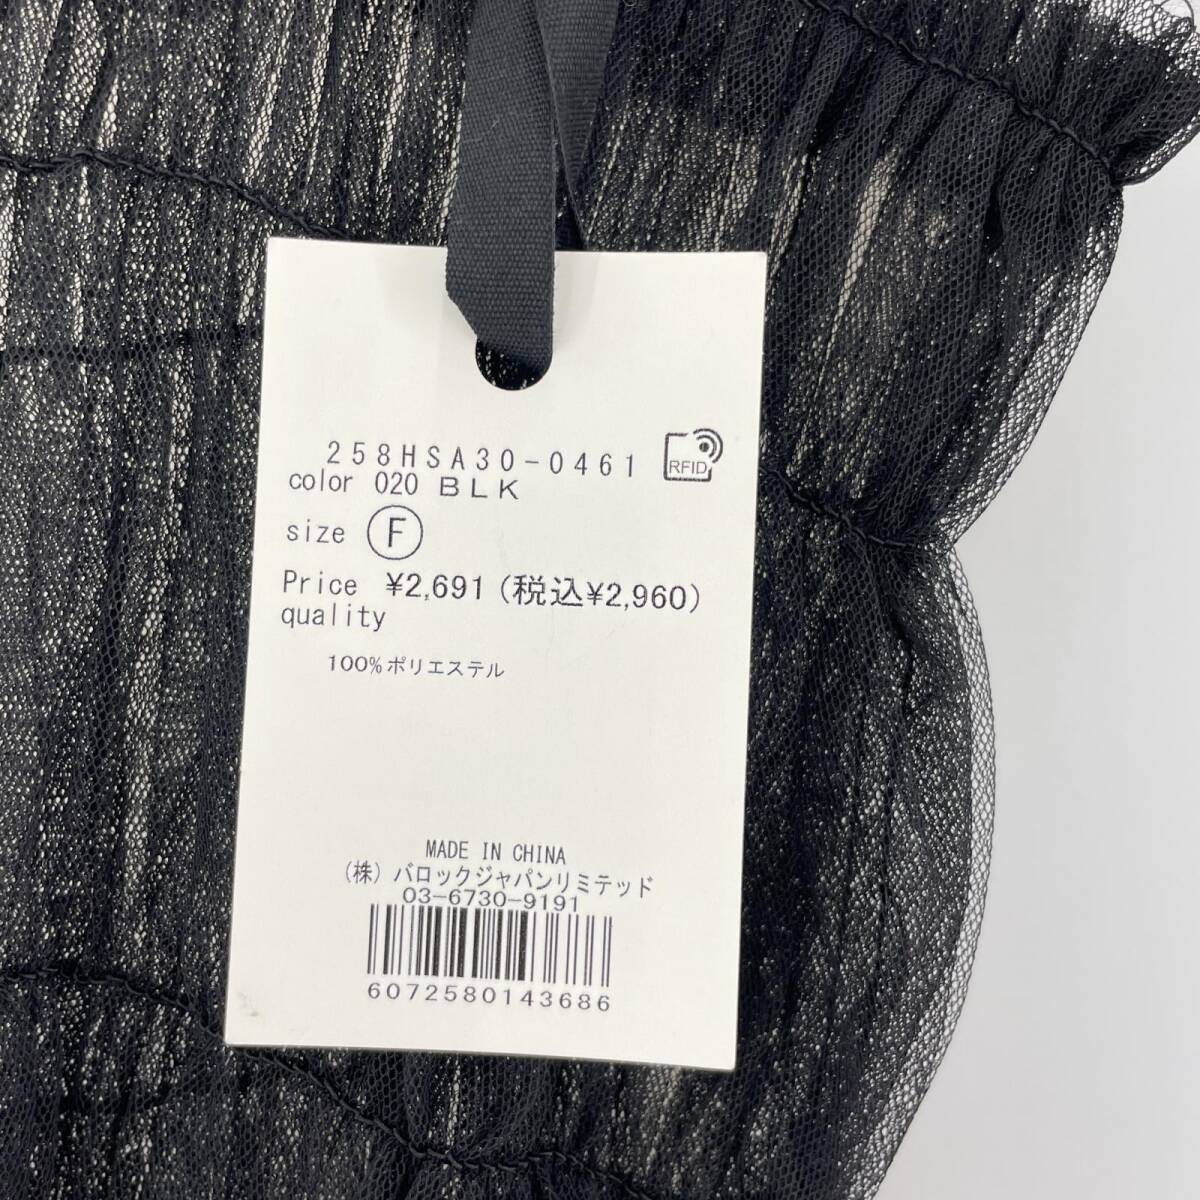 258HSA30-0461
RFID
color 020 BLK
size F
Price ¥2,691 (税込¥2,960)
quality
100%ポリエステル
MADE IN CHINA
(株)バロックジャパンリミテッド
03-6730-9191
6072580143686